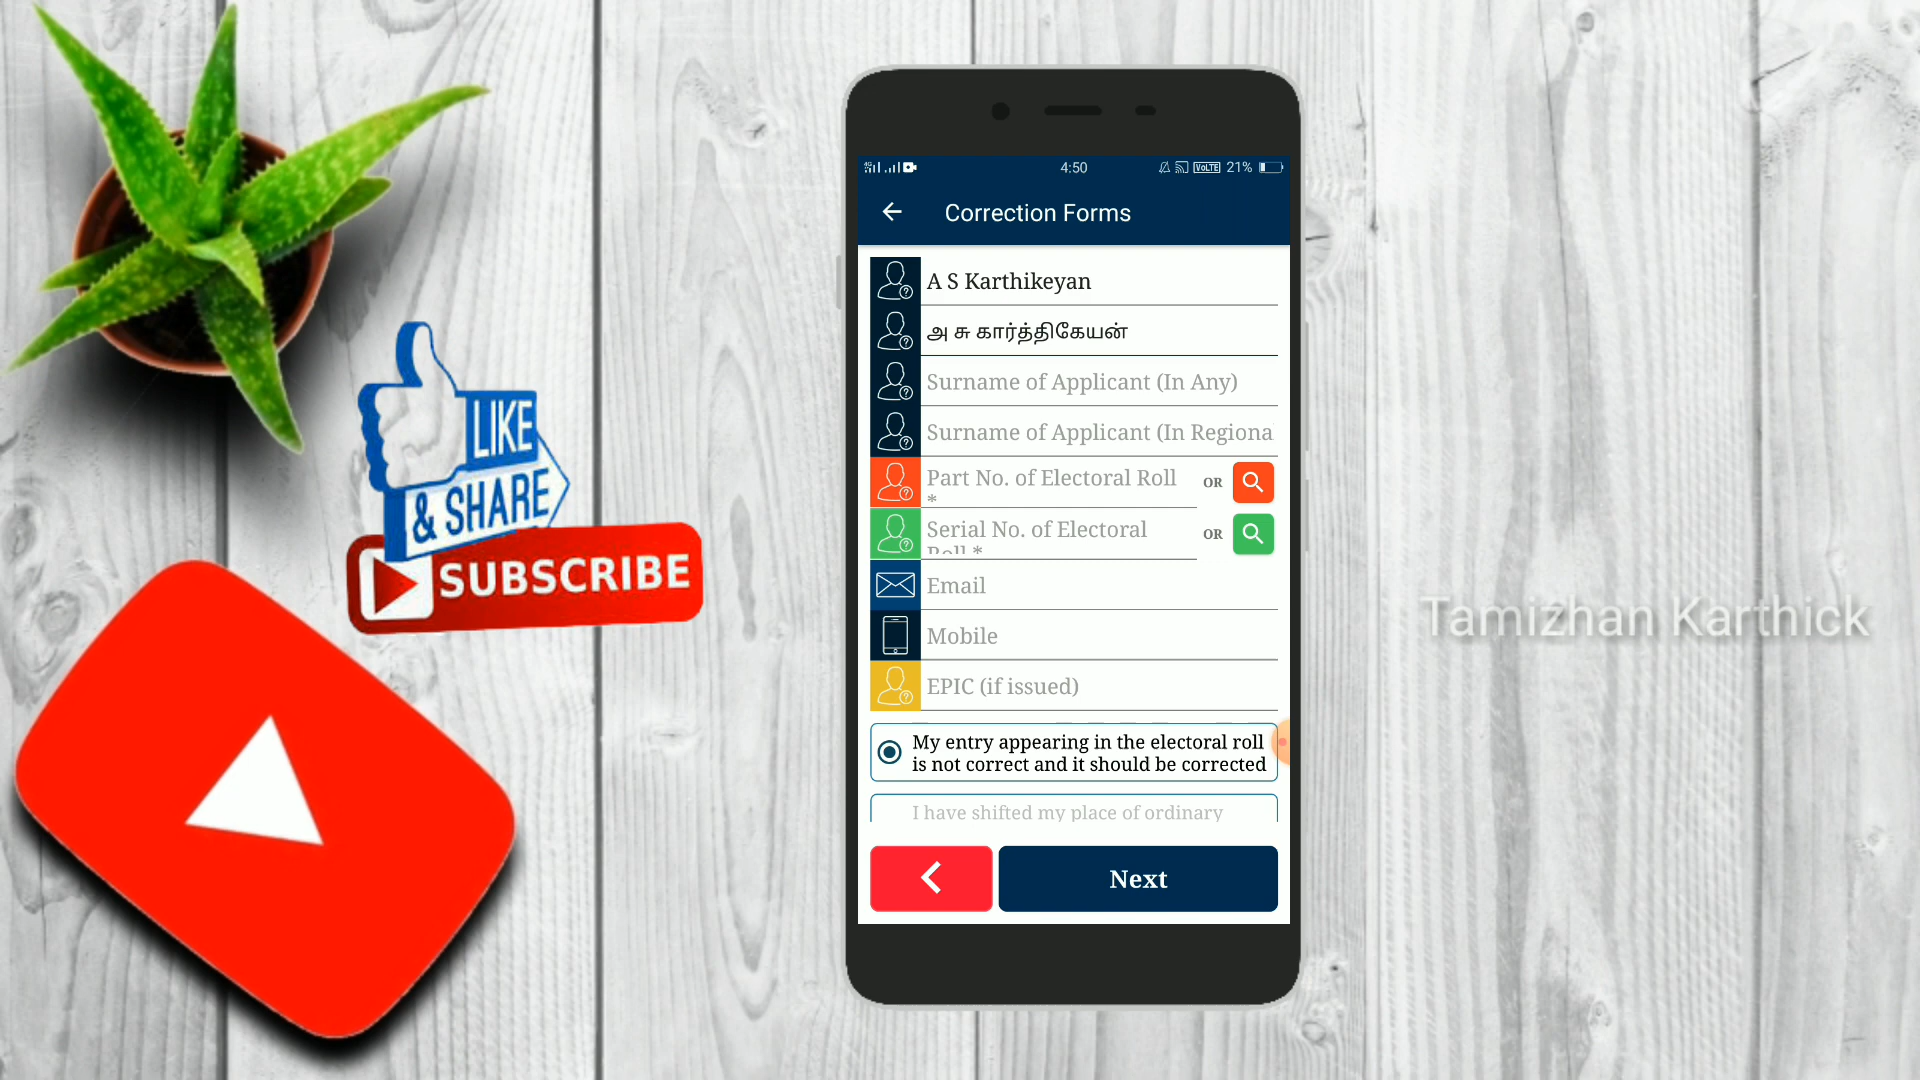 4:50
VoLTE 21%
Correction Forms
A S Karthikeyan
அ சு கார்த்திகேயன்
Surname of Applicant (In Any)
Surname of Applicant (In Regiona
Part No. of Electoral Roll
*
OR
Serial No. of Electoral
Roll *
OR
Email
Mobile
EPIC (if issued)
My entry appearing in the electoral roll
is not correct and it should be corrected
I have shifted my place of ordinary
Next
LIKE
& SHARE
SUBSCRIBE
Tamizhan Karthick